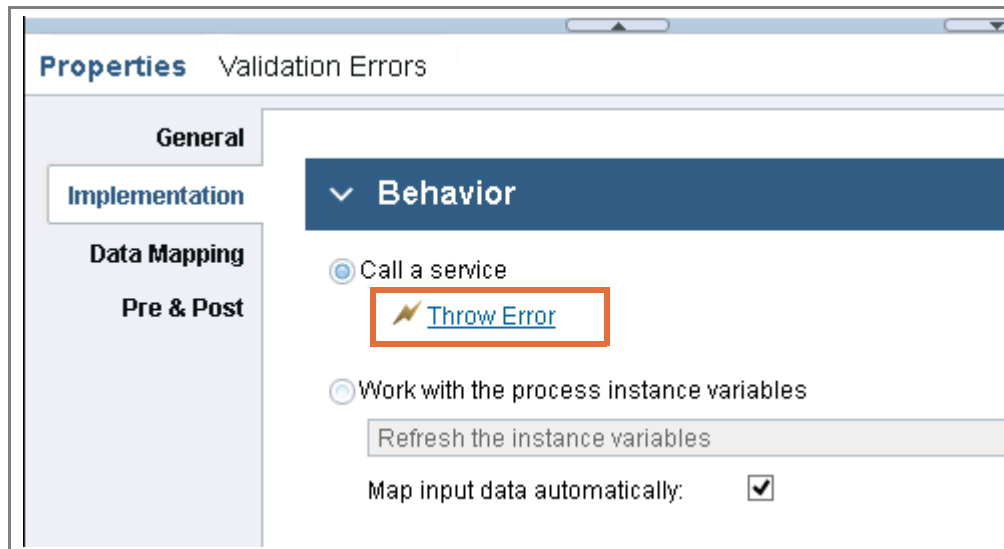 Properties Validation Errors
General
Implementation
Data Mapping
Pre & Post
Behavior
Call a service
Throw Error
Work with the process instance variables
Refresh the instance variables
Map input data automatically: